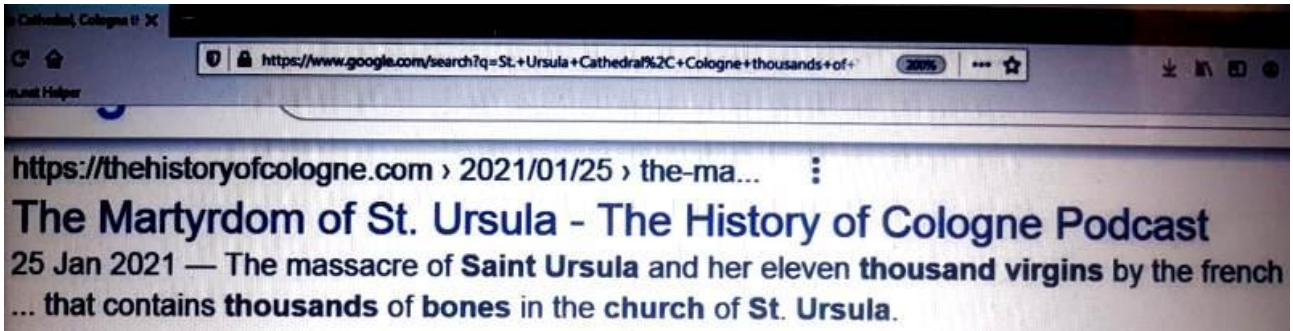 Cathedral, Cologne th
https://www.google.com/search?q=St.+Ursula+Cathedral%2C+Cologne+thousands+of+
200%
Helper
https://thehistoryofcologne.com › 2021/01/25 › the-ma...
The Martyrdom of St. Ursula - The History of Cologne Podcast
25 Jan 2021 — The massacre of Saint Ursula and her eleven thousand virgins by the french
... that contains thousands of bones in the church of St. Ursula.